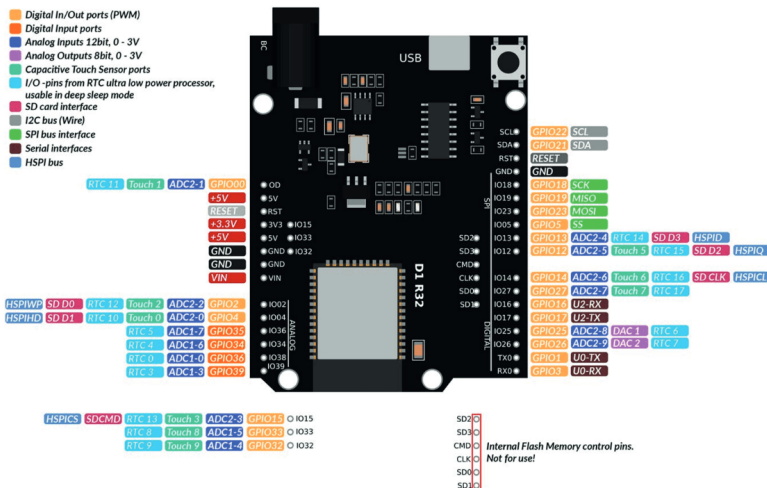 Digital In/Out ports (PWM)
Digital Input ports
Analog Inputs 12bit, 0 - 3V
Analog Outputs 8bit, 0 - 3V
Capacitive Touch Sensor ports
I/O -pins from RTC ultra low power processor,
usable in deep sleep mode
SD card interface
I2C bus (Wire)
SPI bus interface
Serial interfaces
HSPI bus
BC
USB
SCL GPIO22 SCL
SDA GPIO21 SDA
RST RESET
GND GND
RTC 11 Touch 1 ADC2-1 GPIO00 OD
IO18 GPIO18 SCK
+5V 5V
IO19 GPIO19 MISO
RESET RST
IO23 GPIO23 MOSI
+3.3V 3V3 IO15
IO5 GPIO5 SS
SPI
+5V 5V IO33
SD2 IO13 GPIO13 ADC2-4 RTC 14 SD D3 HSPID
GND GND IO32
SD3 IO12 GPIO12 ADC2-5 Touch 5 RTC 15 SD D2 HSPIQ
GND GND
CMD
VIN VIN
CLK IO14 GPIO14 ADC2-6 Touch 6 RTC 16 SD CLK HSPICL
SD0 IO27 GPIO27 ADC2-7 Touch 7 RTC 17
D1 R32
HSPIWP SD D0 RTC 12 Touch 2 ADC2-2 GPIO2 IO02
SD1 IO16 GPIO16 U2-RX
HSPIHD SD D1 RTC 10 Touch 0 ADC2-0 GPIO4 IO04
IO17 GPIO17 U2-TX
RTC 5 ADC1-7 GPIO35 IO36
IO25 GPIO25 ADC2-8 DAC 1 RTC 6
RTC 4 ADC1-6 GPIO34 IO34
IO26 GPIO26 ADC2-9 DAC 2 RTC 7
RTC 0 ADC1-0 GPIO36 IO38
TX0 GPIO1 U0-TX
RTC 3 ADC1-3 GPIO39 IO39
RX0 GPIO3 U0-RX
ANALOG
DIGITAL
HSPICS SDCMD RTC 13 Touch 3 ADC2-3 GPIO15 IO15
RTC 8 Touch 8 ADC1-5 GPIO33 IO33
RTC 9 Touch 9 ADC1-4 GPIO32 IO32
SD2
SD3
CMD
CLK
SD0
SD1
Internal Flash Memory control pins.
Not for use!